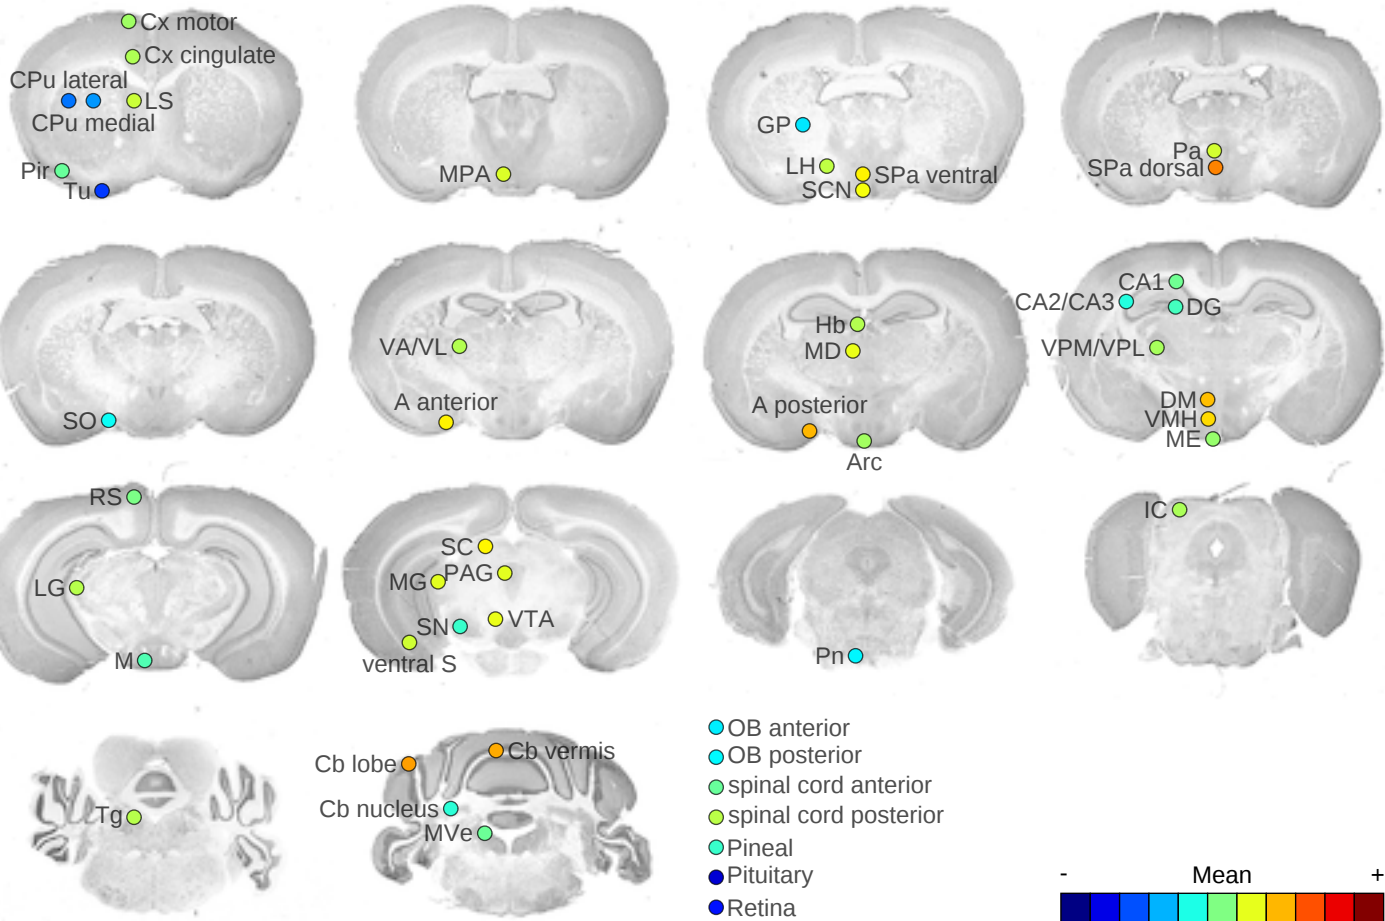 Cx motor
Cx cingulate
CPu lateral
LS
CPu medial
Pir
Tu
MPA
GP
LH
SPa ventral
SCN
Pa
SPa dorsal
SO
VA/VL
A anterior
Hb
MD
A posterior
Arc
CA1
CA2/CA3
DG
VPM/VPL
DM
VMH
ME
RS
LG
M
SC
MG
PAG
SN
VTA
ventral S
Pn
IC
Tg
Cb lobe
Cb vermis
Cb nucleus
MVe
OB anterior
OB posterior
spinal cord anterior
spinal cord posterior
Pineal
Pituitary
Retina
- Mean +